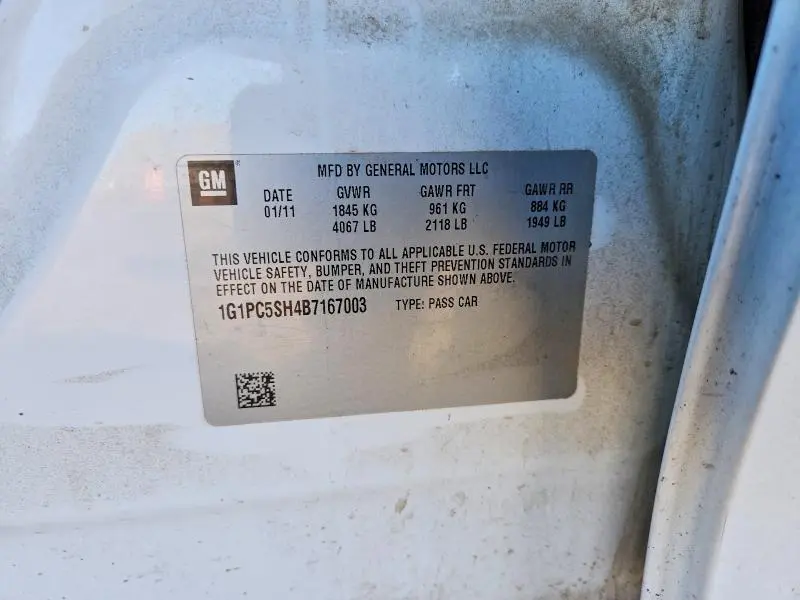 GM®
MFD BY GENERAL MOTORS LLC
DATE GVWR GAWR FRT GAWR RR
01/11 1845 KG 961 KG 884 KG
4067 LB 2118 LB 1949 LB
THIS VEHICLE CONFORMS TO ALL APPLICABLE U.S. FEDERAL MOTOR
VEHICLE SAFETY, BUMPER, AND THEFT PREVENTION STANDARDS IN
EFFECT ON THE DATE OF MANUFACTURE SHOWN ABOVE.
1G1PC5SH4B7167003 TYPE: PASS CAR